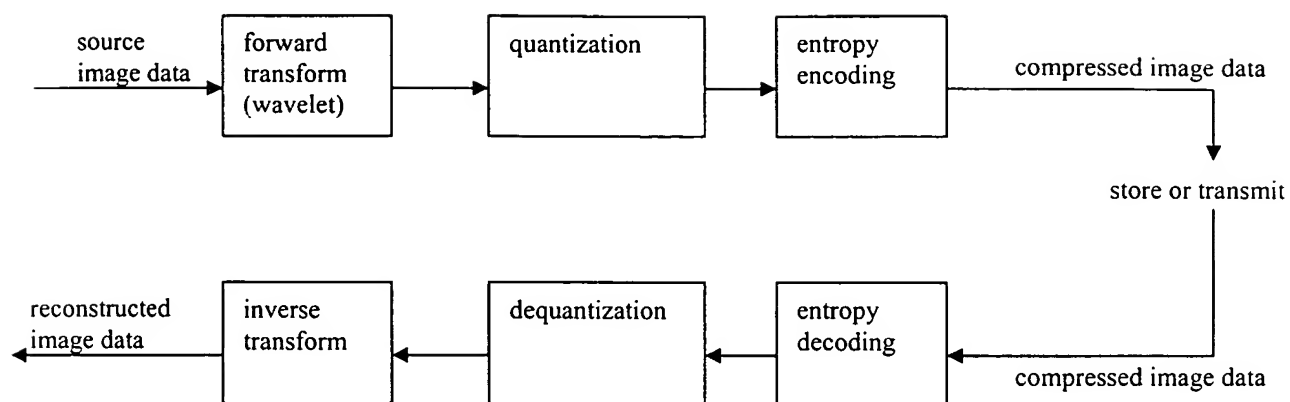 source
image data
forward
transform
(wavelet)
quantization
entropy
encoding
compressed image data
store or transmit
reconstructed
image data
inverse
transform
dequantization
entropy
decoding
compressed image data